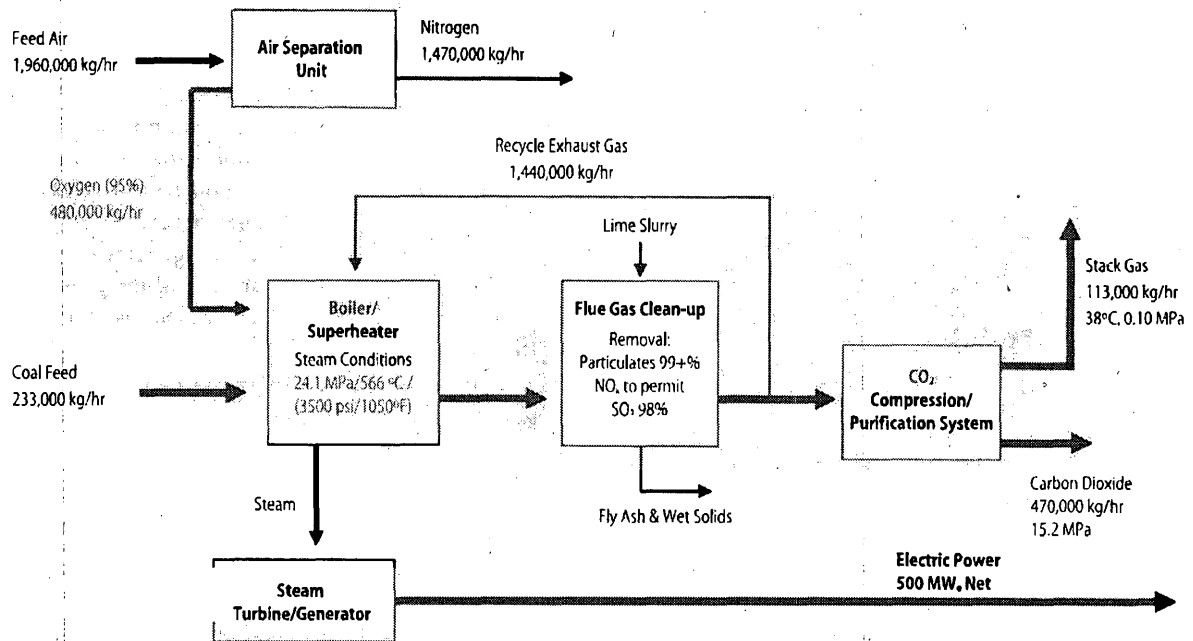 Feed Air
1,960,000 kg/hr
Air Separation
Unit
Nitrogen
1,470,000 kg/hr
Oxygen (95%)
480,000 kg/hr
Recycle Exhaust Gas
1,440,000 kg/hr
Lime Slurry
Coal Feed
233,000 kg/hr
Boiler/
Superheater
Steam Conditions
24.1 MPa/566 ºC /
(3500 psi/1050ºF)
Flue Gas Clean-up
Removal:
Particulates 99+%
NOₓ to permit
SO₂ 98%
CO₂
Compression/
Purification System
Stack Gas
113,000 kg/hr
38ºC, 0.10 MPa
Carbon Dioxide
470,000 kg/hr
15.2 MPa
Steam
Fly Ash & Wet Solids
Steam
Turbine/Generator
Electric Power
500 MWₑ Net